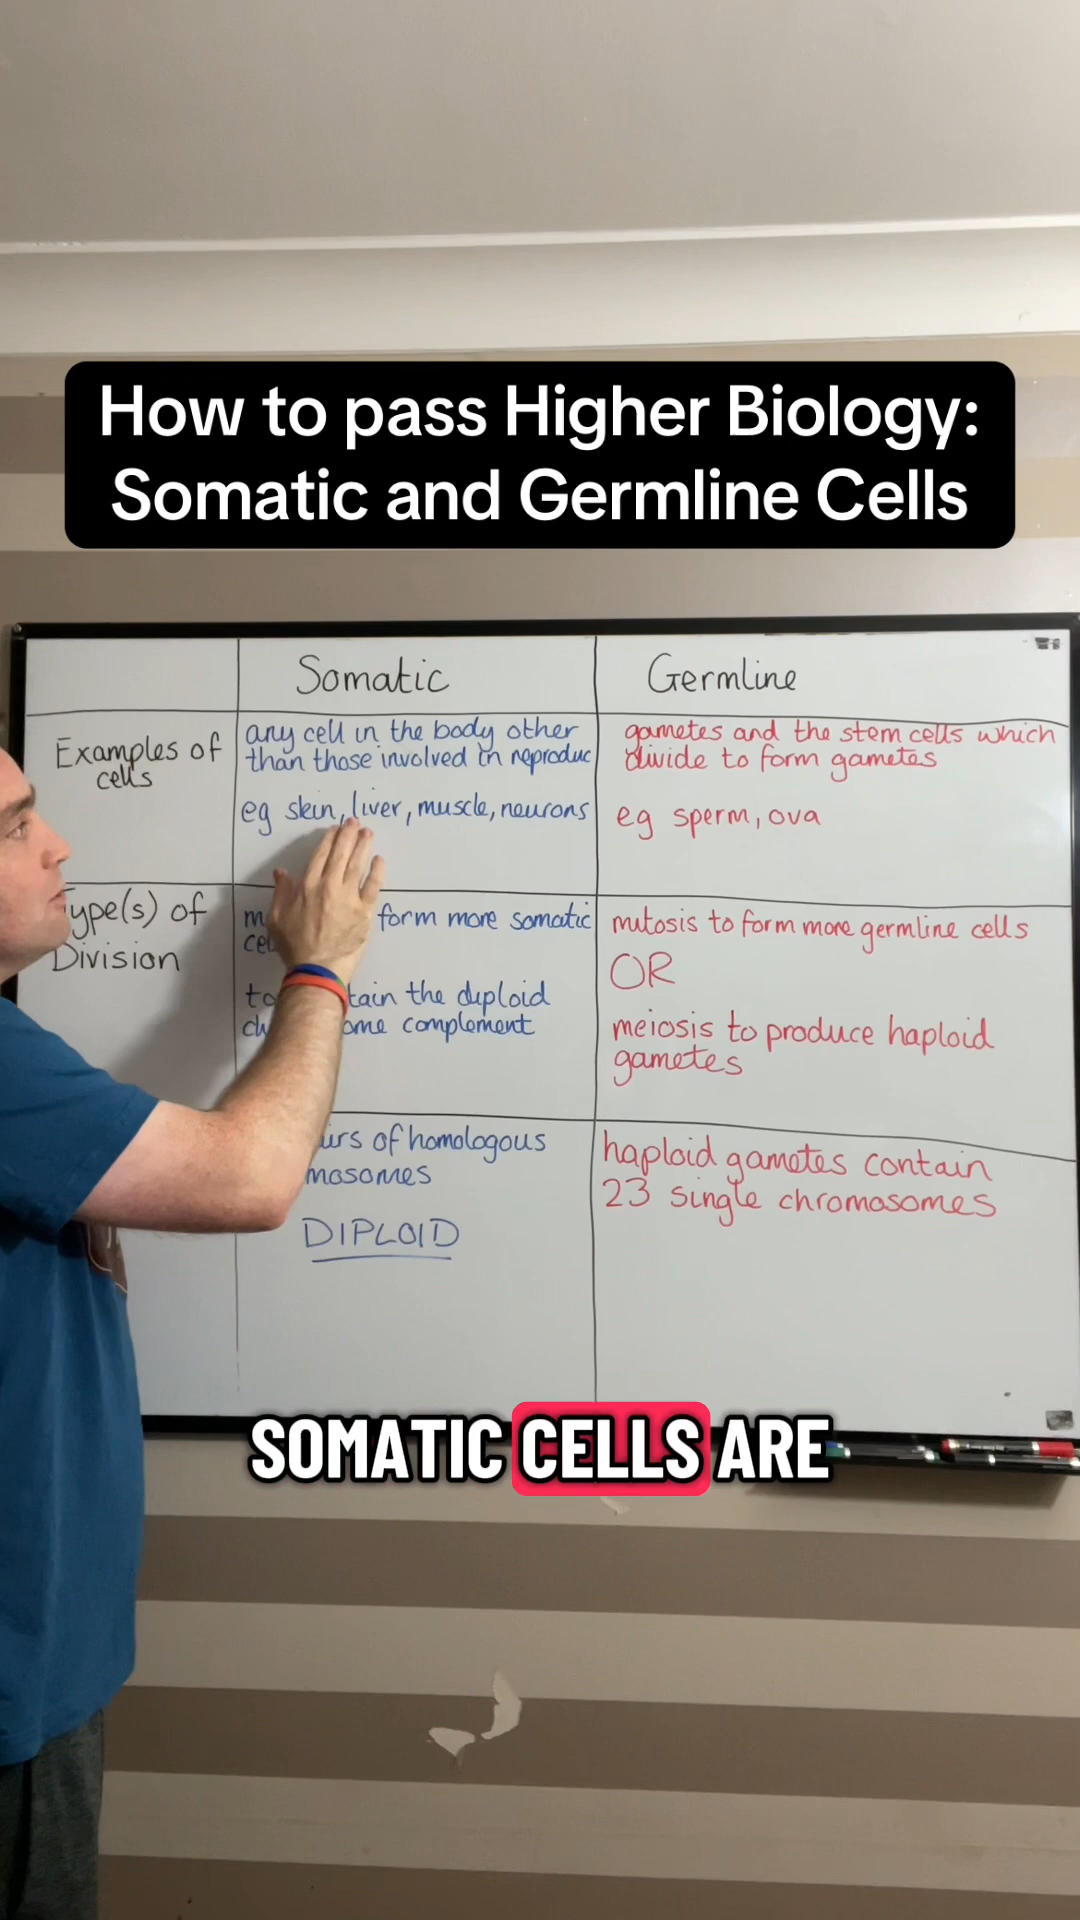 How to pass Higher Biology:
Somatic and Germline Cells
Somatic
Germline
Examples of
cells
any cell in the body other
than those involved in reproduc
eg skin, liver, muscle, neurons
gametes and the stem cells which
divide to form gametes
eg sperm, ova
ype(s) of
Division
form more somatic
tain the diploid
ome complement
mitosis to form more germline cells
OR
meiosis to produce haploid
gametes
irs of homologous
mosomes
DIPLOID
haploid gametes contain
23 single chromosomes
SOMATIC CELLS ARE